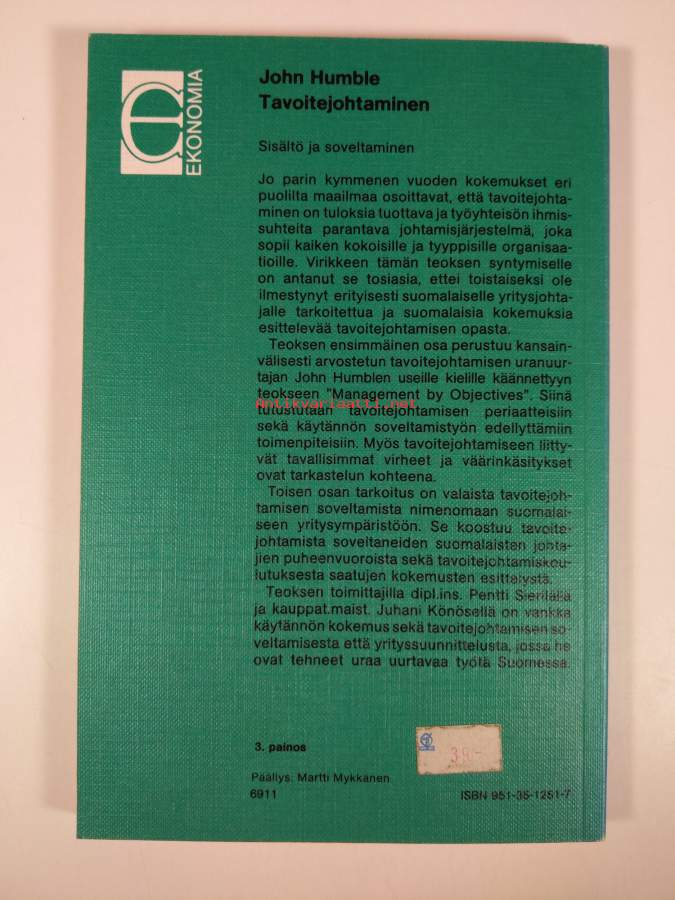 EKONOMIA
John Humble
Tavoitejohtaminen
Sisältö ja soveltaminen
Jo parin kymmenen vuoden kokemukset eri
puolilta maailmaa osoittavat, että tavoitejohta-
minen on tuloksia tuottava ja työyhteisön ihmis-
suhteita parantava johtamisjärjestelmä, joka
sopii kaiken kokoisille ja tyyppisille organisaa-
tioille. Virikkeen tämän teoksen syntymiselle
on antanut se tosiasia, ettei toistaiseksi ole
ilmestynyt erityisesti suomalaiselle yritysjohta-
jalle tarkoitettua ja suomalaisia kokemuksia
esittelevää tavoitejohtamisen opasta.
Teoksen ensimmäinen osa perustuu kansain-
välisesti arvostetun tavoitejohtamisen uranuur-
tajan John Humblen useille kielille käännettyyn
teokseen "Management by Objectives". Siinä
Antikvariaatti.net
tutustutaan tavoitejohtamisen periaatteisiin
sekä käytännön soveltamistyön edellyttämiin
toimenpiteisiin. Myös tavoitejohtamiseen liitty-
vät tavallisimmat virheet ja väärinkäsitykset
ovat tarkastelun kohteena.
Toisen osan tarkoitus on valaista tavoitejoh-
tamisen soveltamista nimenomaan suomalai-
seen yritysympäristöön. Se koostuu tavoite-
johtamista soveltaneiden suomalaisten johta-
jien puheenvuoroista sekä tavoitejohtamiskou-
lutuksesta saatujen kokemusten esittelystä.
Teoksen toimittajilla dipl.ins. Pentti Sierilällä
ja kauppat.maist. Juhani Könösellä on vankka
käytännön kokemus sekä tavoitejohtamisen so-
veltamisesta että yrityssuunnittelusta, jossa he
ovat tehneet uraa uurtavaa työtä Suomessa.
3. painos
Päällys: Martti Mykkänen
6911
ISBN 951-35-1251-7